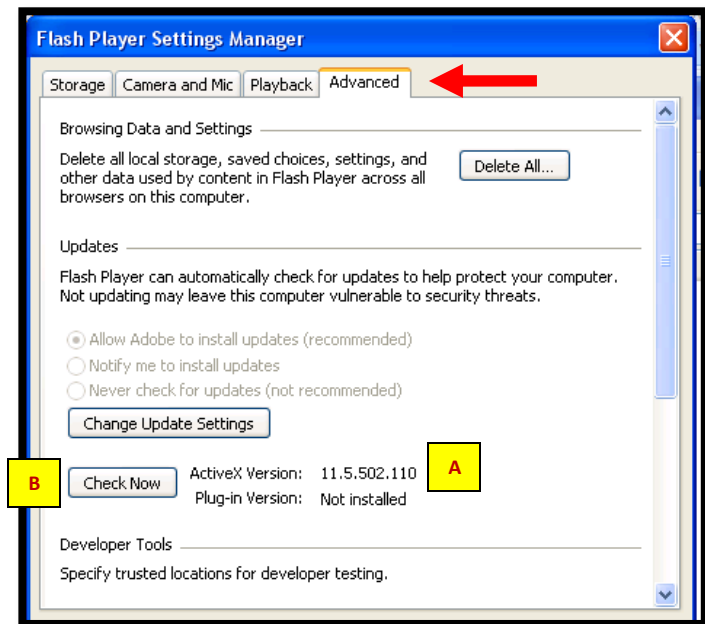 Flash Player Settings Manager
Storage Camera and Mic Playback Advanced
Browsing Data and Settings
Delete all local storage, saved choices, settings, and
other data used by content in Flash Player across all
browsers on this computer.
Delete All...
Updates
Flash Player can automatically check for updates to help protect your computer.
Not updating may leave this computer vulnerable to security threats.
Allow Adobe to install updates (recommended)
Notify me to install updates
Never check for updates (not recommended)
Change Update Settings
B
Check Now
ActiveX Version: 11.5.502.110
A
Plug-in Version: Not installed
Developer Tools
Specify trusted locations for developer testing.